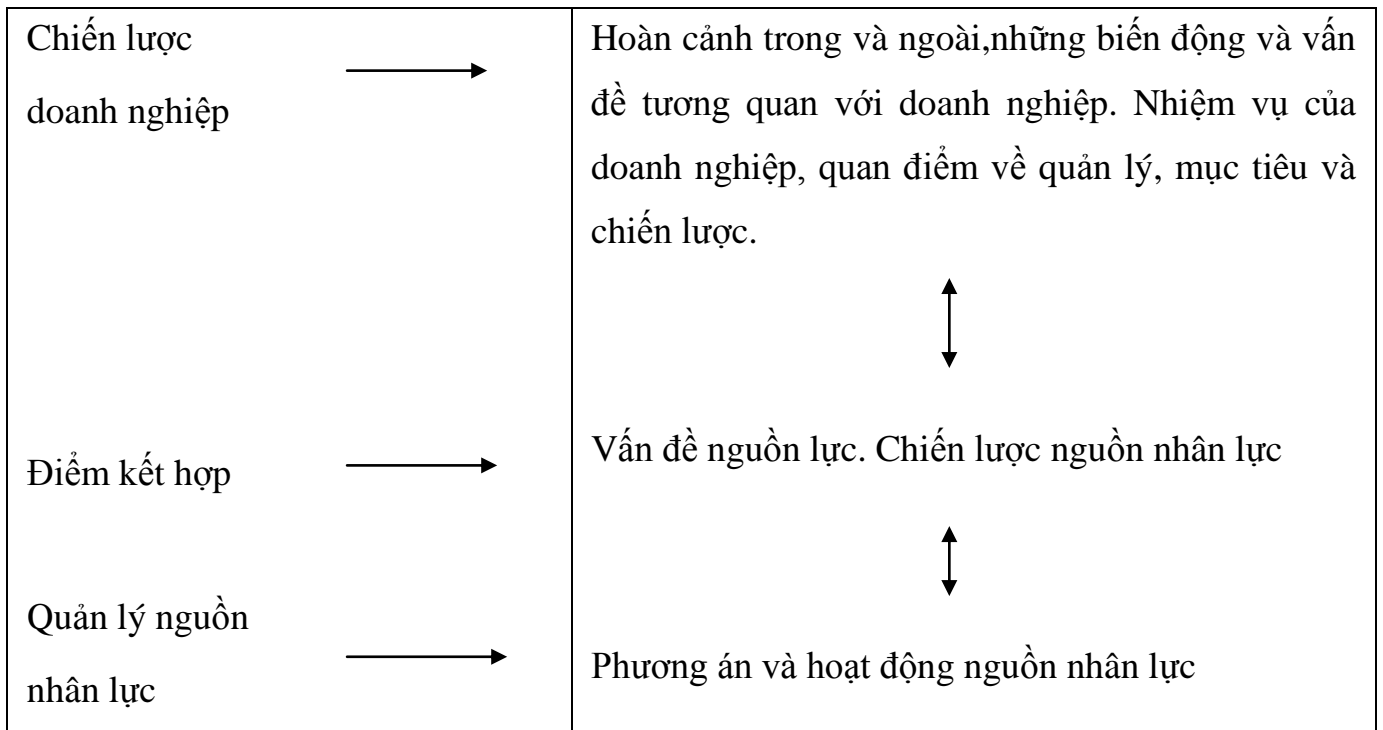 Chiến lược
doanh nghiệp
Hoàn cảnh trong và ngoài,những biến động và vấn
đề tương quan với doanh nghiệp. Nhiệm vụ của
doanh nghiệp, quan điểm về quản lý, mục tiêu và
chiến lược.
Điểm kết hợp
Vấn đề nguồn lực. Chiến lược nguồn nhân lực
Quản lý nguồn
nhân lực
Phương án và hoạt động nguồn nhân lực